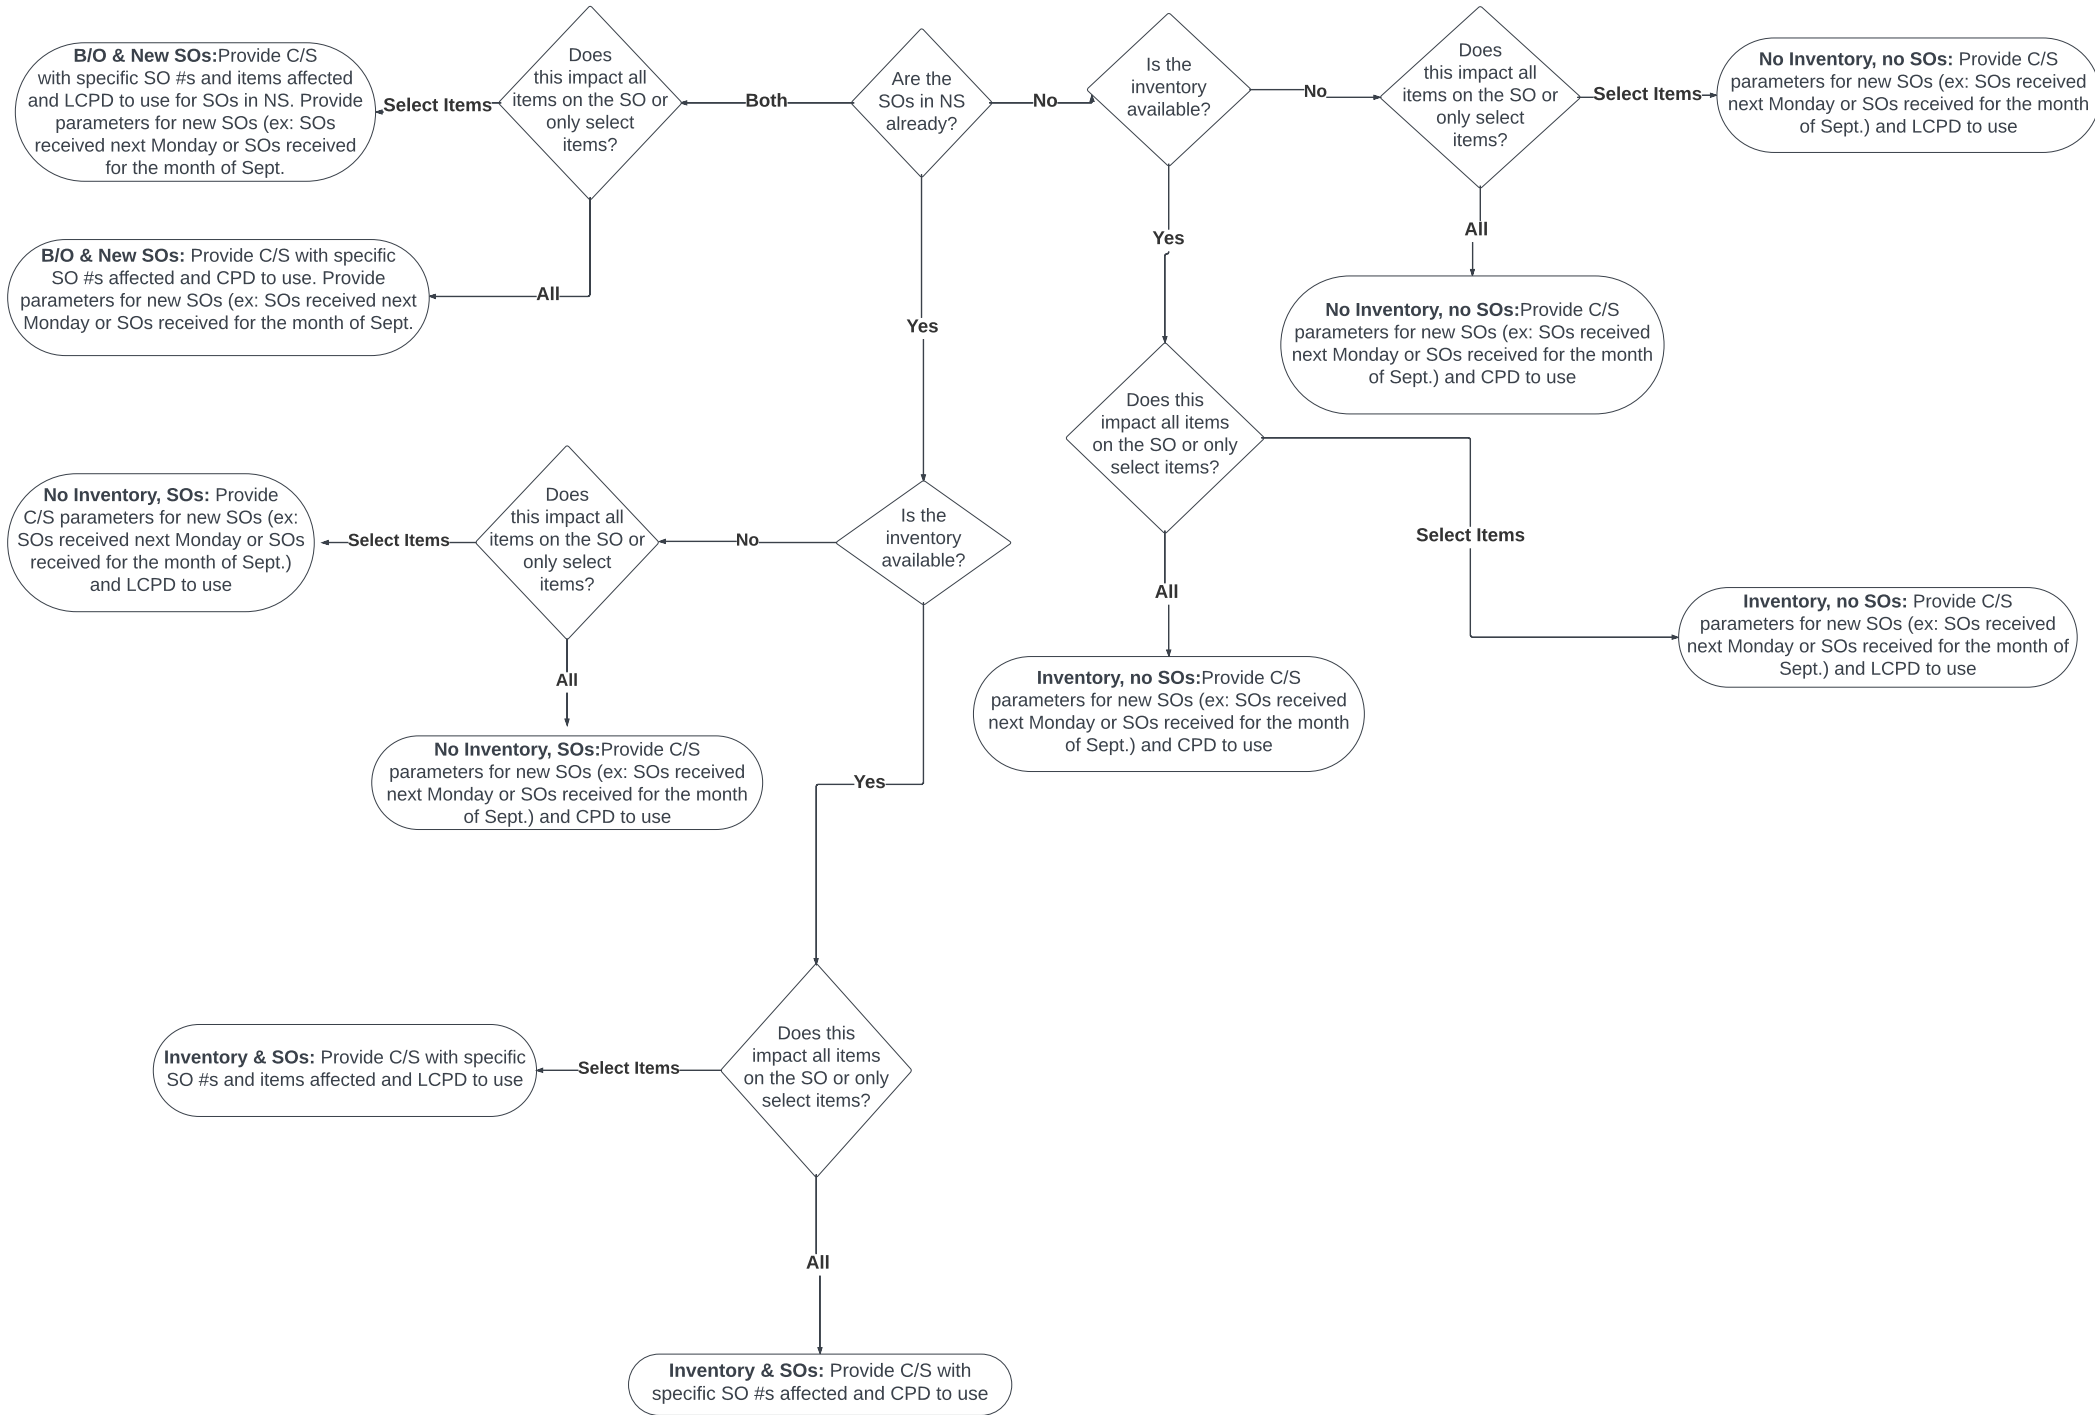 B/O & New SOs:Provide C/S
with specific SO #s and items affected
and LCPD to use for SOs in NS. Provide
parameters for new SOs (ex: SOs
received next Monday or SOs received
for the month of Sept.
Select Items
Does
this impact all
items on the SO or
only select
items?
Both
Are the
SOs in NS
already?
No
Is the
inventory
available?
No
Does
this impact all
items on the SO or
only select
items?
Select Items
No Inventory, no SOs: Provide C/S
parameters for new SOs (ex: SOs received
next Monday or SOs received for the month
of Sept.) and LCPD to use
B/O & New SOs: Provide C/S with specific
SO #s affected and CPD to use. Provide
parameters for new SOs (ex: SOs received next
Monday or SOs received for the month of Sept.
All
Yes
Yes
All
No Inventory, no SOs:Provide C/S
parameters for new SOs (ex: SOs received
next Monday or SOs received for the month
of Sept.) and CPD to use
Does this
impact all items
on the SO or only
select items?
Select Items
All
Inventory, no SOs: Provide C/S
parameters for new SOs (ex: SOs received
next Monday or SOs received for the month of
Sept.) and LCPD to use
Inventory, no SOs:Provide C/S
parameters for new SOs (ex: SOs received
next Monday or SOs received for the month
of Sept.) and CPD to use
No Inventory, SOs: Provide
C/S parameters for new SOs (ex:
SOs received next Monday or SOs
received for the month of Sept.)
and LCPD to use
Select Items
Does
this impact all
items on the SO or
only select
items?
No
Is the
inventory
available?
All
No Inventory, SOs:Provide C/S
parameters for new SOs (ex: SOs received
next Monday or SOs received for the month
of Sept.) and CPD to use
Yes
Inventory & SOs: Provide C/S with specific
SO #s and items affected and LCPD to use
Select Items
Does this
impact all items
on the SO or only
select items?
All
Inventory & SOs: Provide C/S with
specific SO #s affected and CPD to use